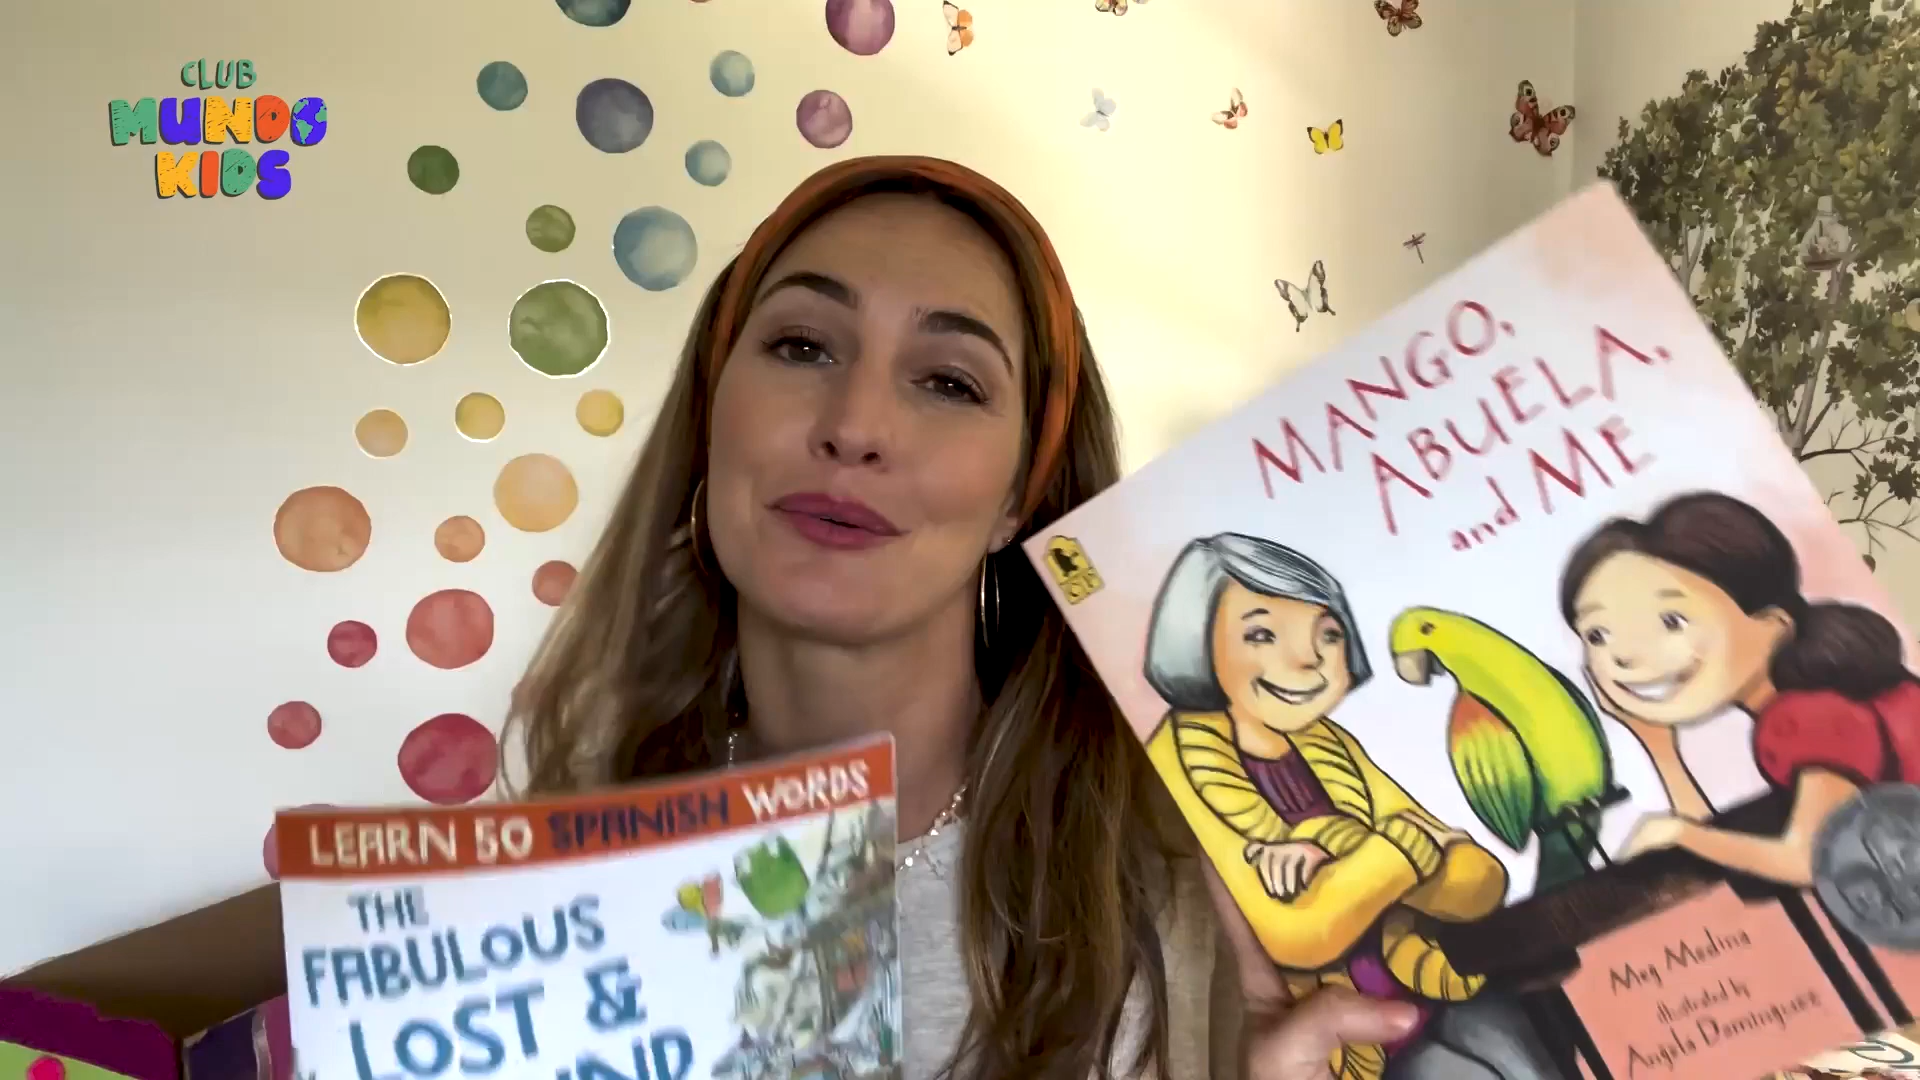 CLUB
MUNDO
KIDS
MANGO,
ABUELA,
and ME
Meg Medina
illustrated by
Angela Dominguez
LEARN 50 SPANISH WORDS
THE
FABULOUS
LOST &